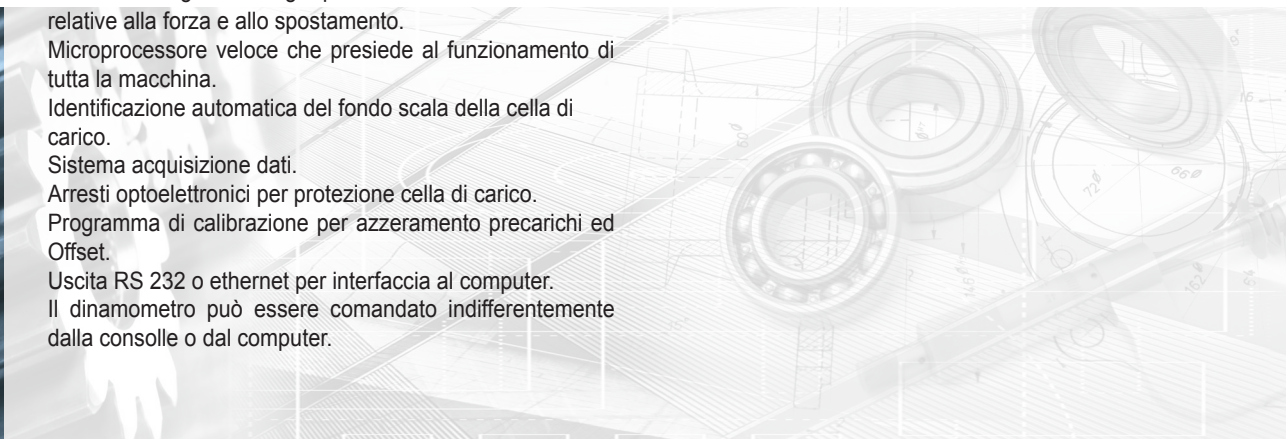 relative alla forza e allo spostamento.
Microprocessore veloce che presiede al funzionamento di
tutta la macchina.
Identificazione automatica del fondo scala della cella di
carico.
Sistema acquisizione dati.
Arresti optoelettronici per protezione cella di carico.
Programma di calibrazione per azzeramento precarichi ed
Offset.
Uscita RS 232 o ethernet per interfaccia al computer.
Il dinamometro può essere comandato indifferentemente
dalla consolle o dal computer.
72ø
66ø
162